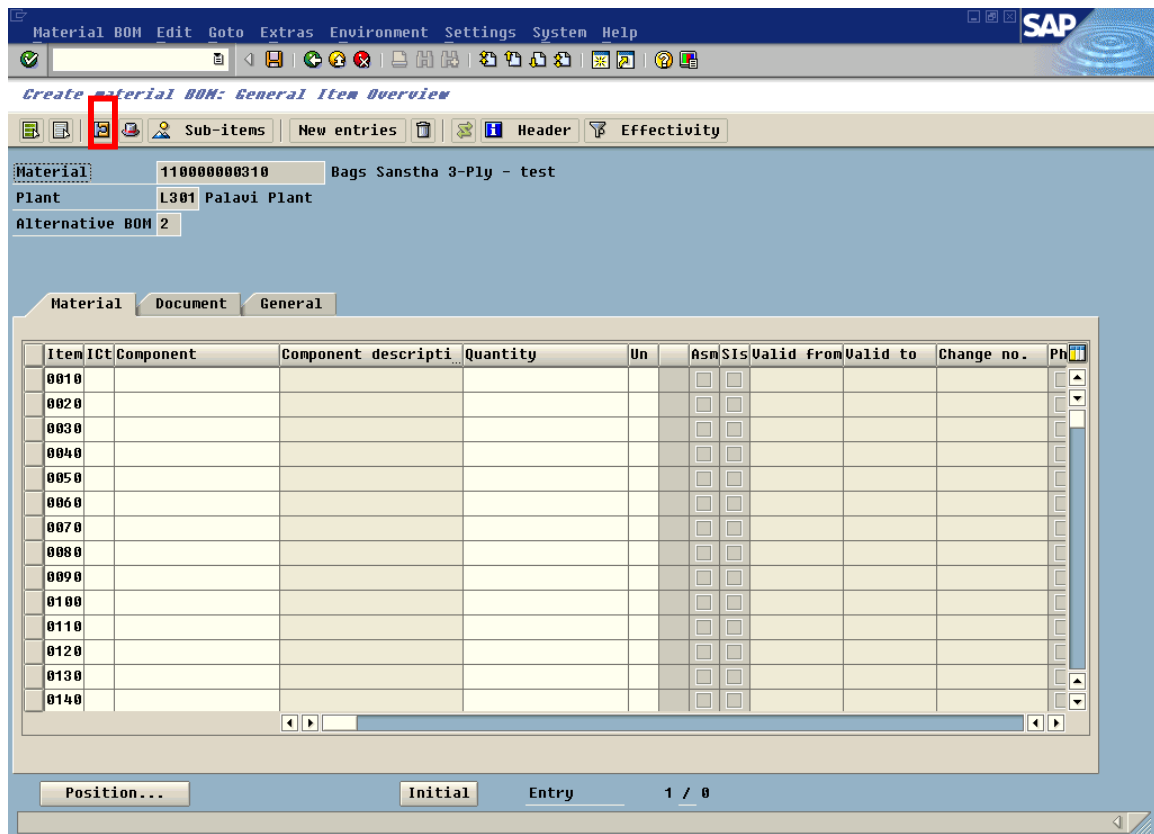 Material BOM Edit Goto Extras Environment Settings System Help
SAP
Create material BOM: General Item Overview
Sub-items New entries Header Effectivity
Material 110000000310 Bags Sanstha 3-Ply - test
Plant L301 Palavi Plant
Alternative BOM 2
Material Document General
Item ICt Component Component descripti.. Quantity Un Asm SIs Valid from Valid to Change no. Ph
0010
0020
0030
0040
0050
0060
0070
0080
0090
0100
0110
0120
0130
0140
Position... Initial Entry 1 / 0